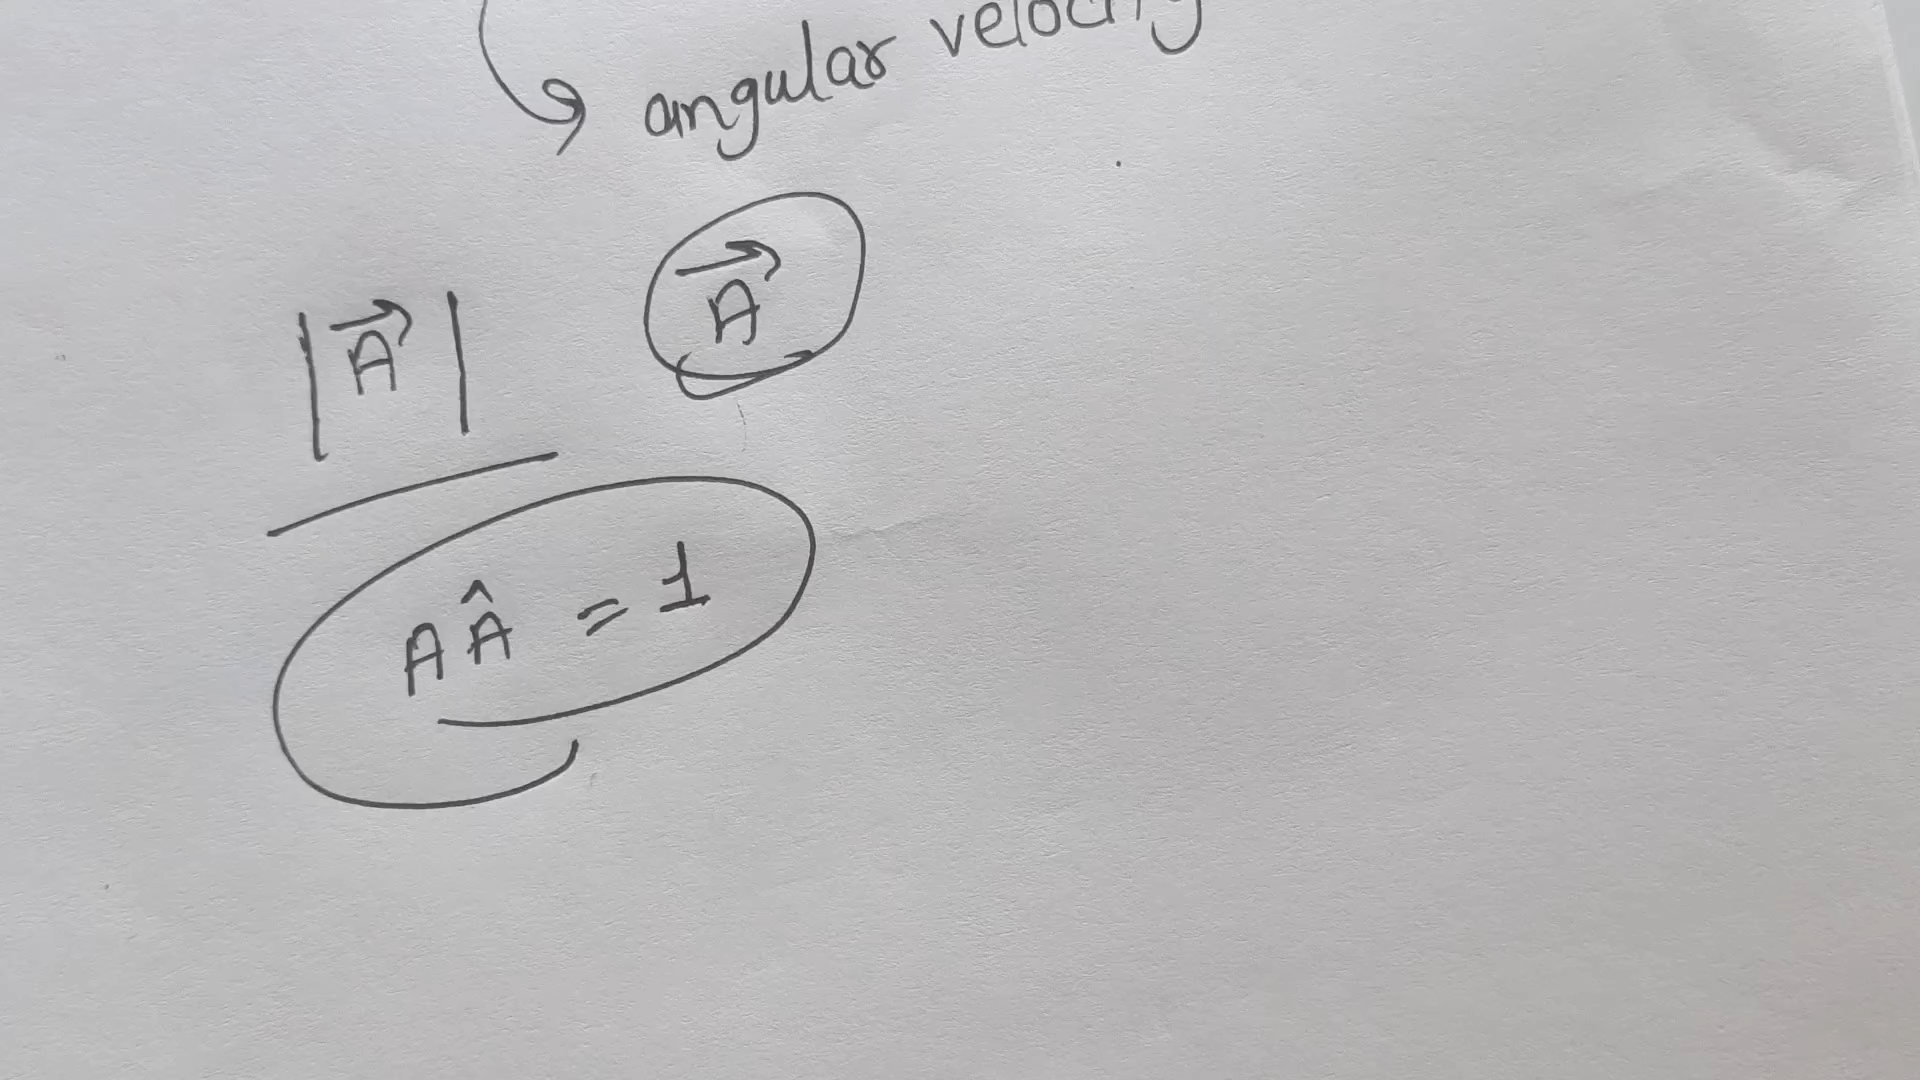 angular velocity
|A⃗| A⃗
AÂ = 1